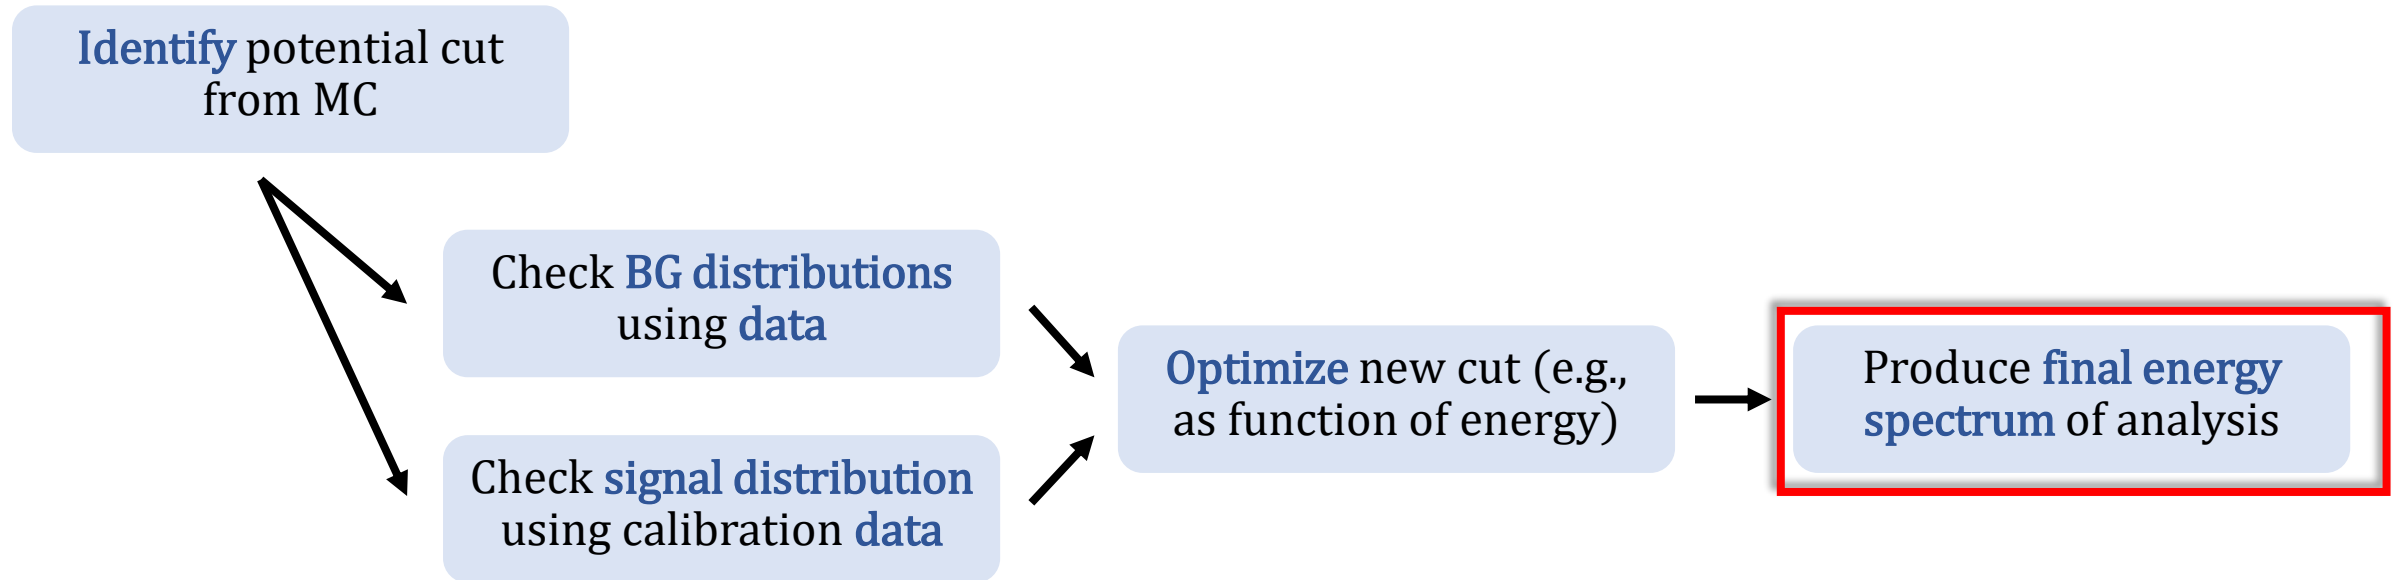 Identify potential cut
from MC
Check BG distributions
using data
Check signal distribution
using calibration data
Optimize new cut (e.g.,
as function of energy)
Produce final energy
spectrum of analysis